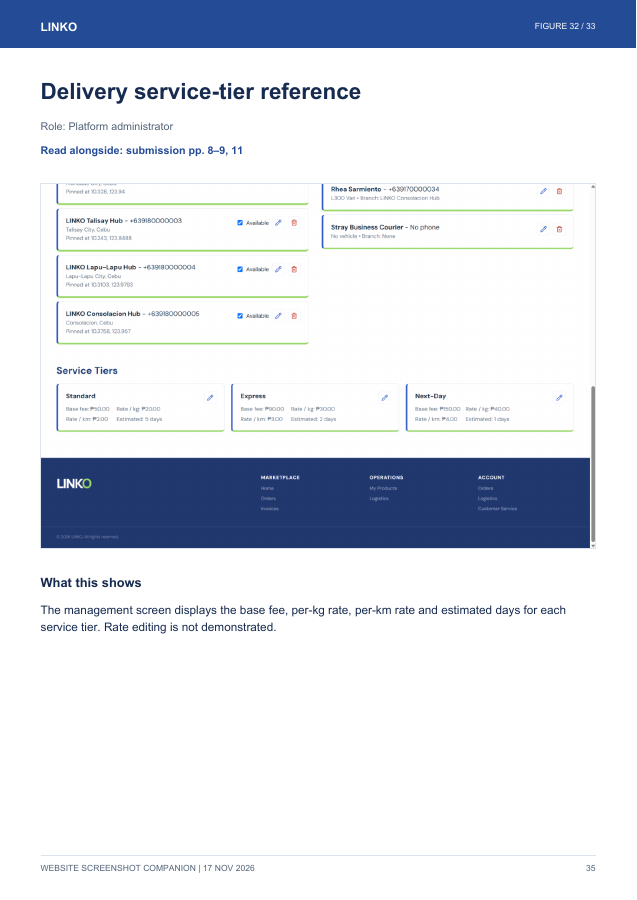 LINKO
FIGURE 32 / 33
Delivery service-tier reference
Role: Platform administrator
Read alongside: submission pp. 8–9, 11
Pinned at 10.328, 123.94
LINKO Talisay Hub - +639180000003
Talisay City, Cebu
Pinned at 10.243, 123.8488
Available
LINKO Lapu-Lapu Hub - +639180000004
Lapu-Lapu City, Cebu
Pinned at 10.3103, 123.9793
Available
LINKO Consolacion Hub - +639180000005
Consolacion, Cebu
Pinned at 10.3758, 123.957
Available
Rhea Sarmiento - +639170000034
L300 Van • Branch: LINKO Consolacion Hub
Stray Business Courier - No phone
No vehicle • Branch: None
Service Tiers
Standard
Base fee: ₱50.00 Rate / kg: ₱20.00
Rate / km: ₱2.00 Estimated: 5 days
Express
Base fee: ₱90.00 Rate / kg: ₱30.00
Rate / km: ₱3.00 Estimated: 2 days
Next-Day
Base fee: ₱150.00 Rate / kg: ₱40.00
Rate / km: ₱4.00 Estimated: 1 days
LINKO
MARKETPLACE
Home
Orders
Invoices
OPERATIONS
My Products
Logistics
ACCOUNT
Orders
Logistics
Customer Service
© 2026 LINKO. All rights reserved.
What this shows
The management screen displays the base fee, per-kg rate, per-km rate and estimated days for each
service tier. Rate editing is not demonstrated.
WEBSITE SCREENSHOT COMPANION | 17 NOV 2026
35